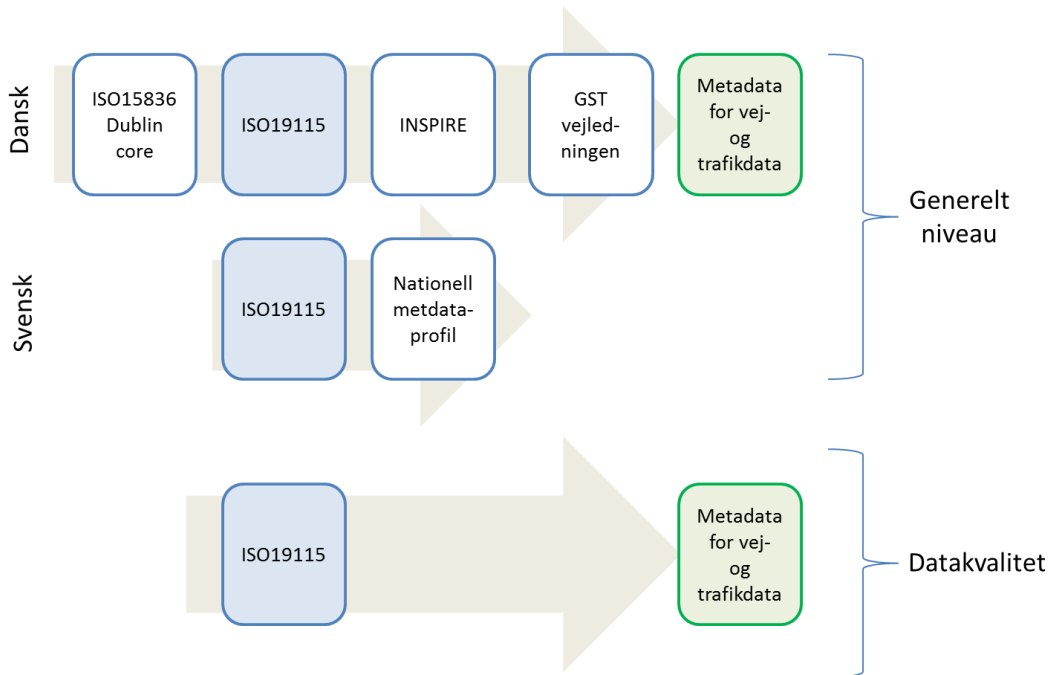 Dansk
ISO15836
Dublin
core
ISO19115
INSPIRE
GST
vejled-
ningen
Metadata
for vej-
og
trafikdata
Generelt
niveau
Svensk
ISO19115
Nationell
metdata-
profil
ISO19115
Metadata
for vej-
og
trafikdata
Datakvalitet